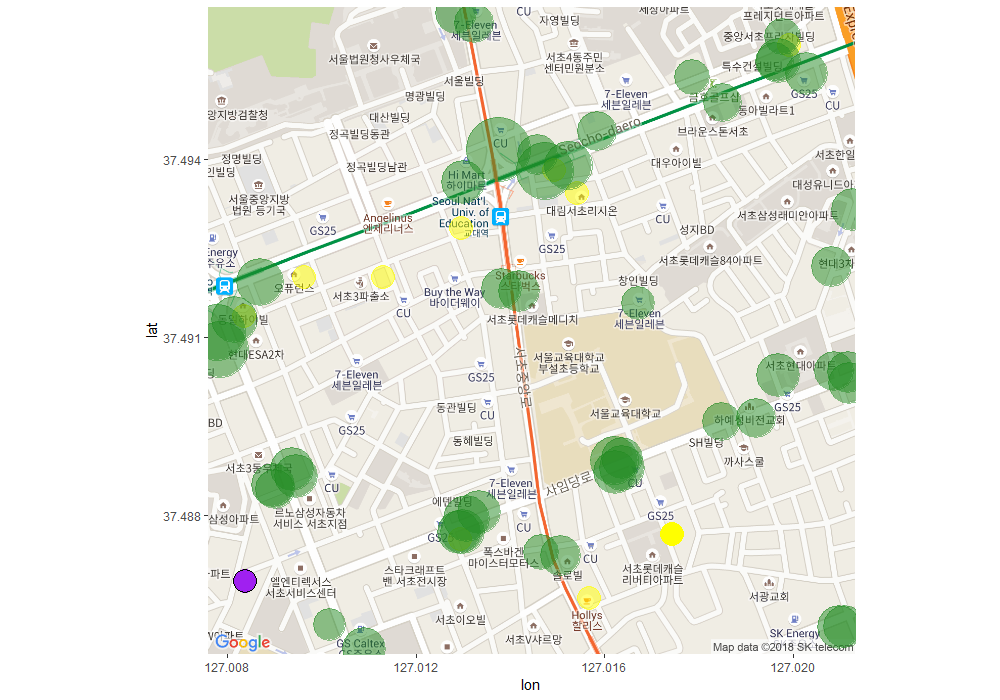 CU
자영빌딩
세정아파트
프레지던트아파트
7-Eleven
세븐일레븐
중앙서초프리지빌딩
서울법원청사우체국
서초4동주민
센터민원분소
특수건설빌딩
서울빌딩
명광빌딩
7-Eleven
세븐일레븐
금호골프샵
GS25
CU
앙지방검찰청
대산빌딩
동아빌라트1
정곡빌딩동관
Seocho-daero
브라운스톤서초
CU
37.494
정명빌딩
인빌딩
정곡빌딩남관
대우아이빌
서초한일
Hi Mart
하이마트
대성유니드아
서울중앙지방
법원 등기국
Angelinus
엔제리너스
Seoul Nat'l.
Univ. of
Education
교대역
대림서초리시온
CU
서초삼성래미안아파트
GS25
성지BD
GS25
Energy
주유소
서초롯데캐슬84아파트
현대3차
Starbucks
스타벅스
오퓨런스
서초3파출소
CU
Buy the Way
바이더웨이
창인빌딩
서초롯데캐슬메디치
7-Eleven
세븐일레븐
동일하이빌
lat
37.491
현대ESA2차
서초중앙로
서울교육대학교
부설초등학교
서초현대아파트
7-Eleven
세븐일레븐
GS25
동관빌딩
CU
서울교육대학교
GS25
BD
GS25
하예성비전교회
동혜빌딩
SH빌딩
까사스쿨
서초3동우체국
CU
7-Eleven
세븐일레븐
사임당로
CU
에덴빌딩
삼성아파트
르노삼성자동차
서비스 서초지점
37.488
GS25
CU
GS25
폭스바겐
마이스터모터스
CU
솔로빌
스타크래프트
밴 서초전시장
서초롯데캐슬
리버티아파트
파트
엘엔티렉서스
서초서비스센터
서광교회
Hollys
할리스
서초이오빌
서초V샤르망
SK Energy
GS Caltex
GS주유소
Google
Map data ©2018 SK telecom
127.008
127.012
127.016
127.020
lon